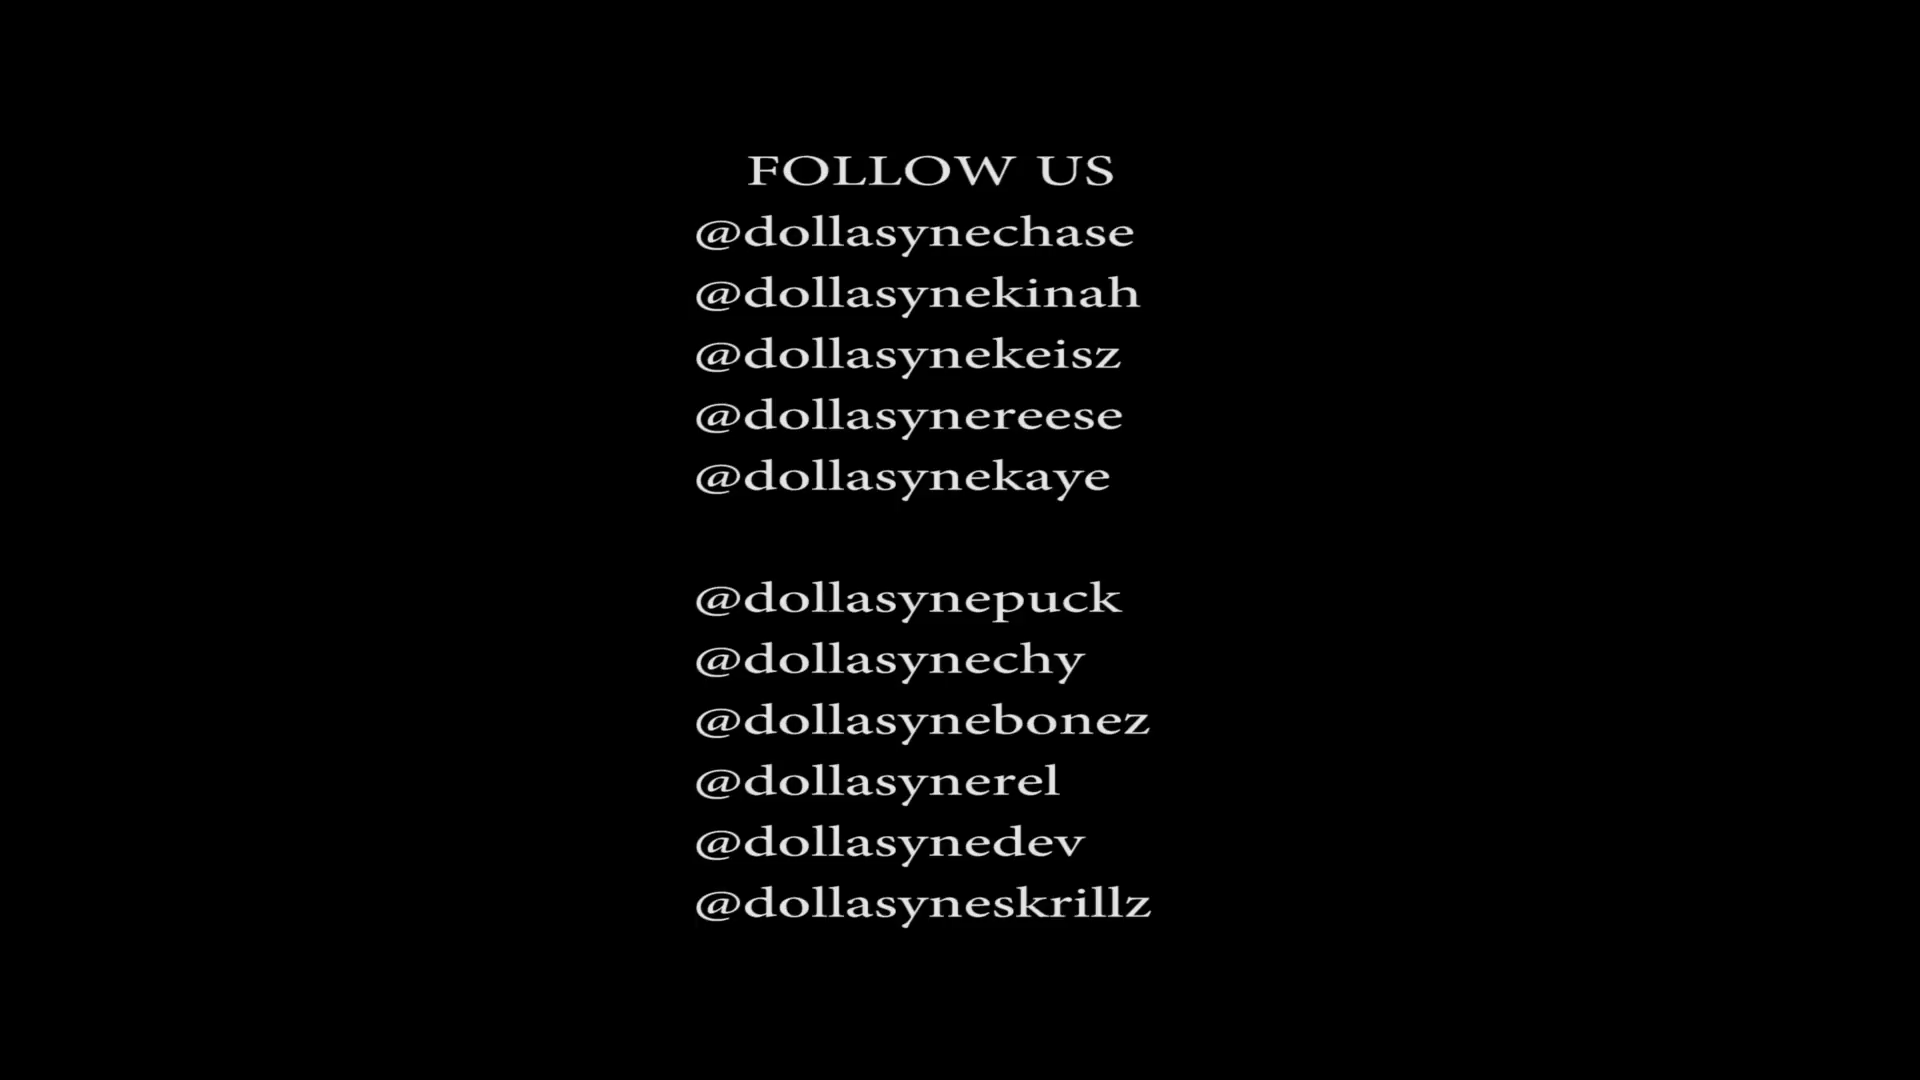 FOLLOW US
@dollasynechase
@dollasynekinah
@dollasynekeisz
@dollasynereese
@dollasynekaye
@dollasynepuck
@dollasynechy
@dollasynebonez
@dollasynerel
@dollasynedev
@dollasyneskrillz